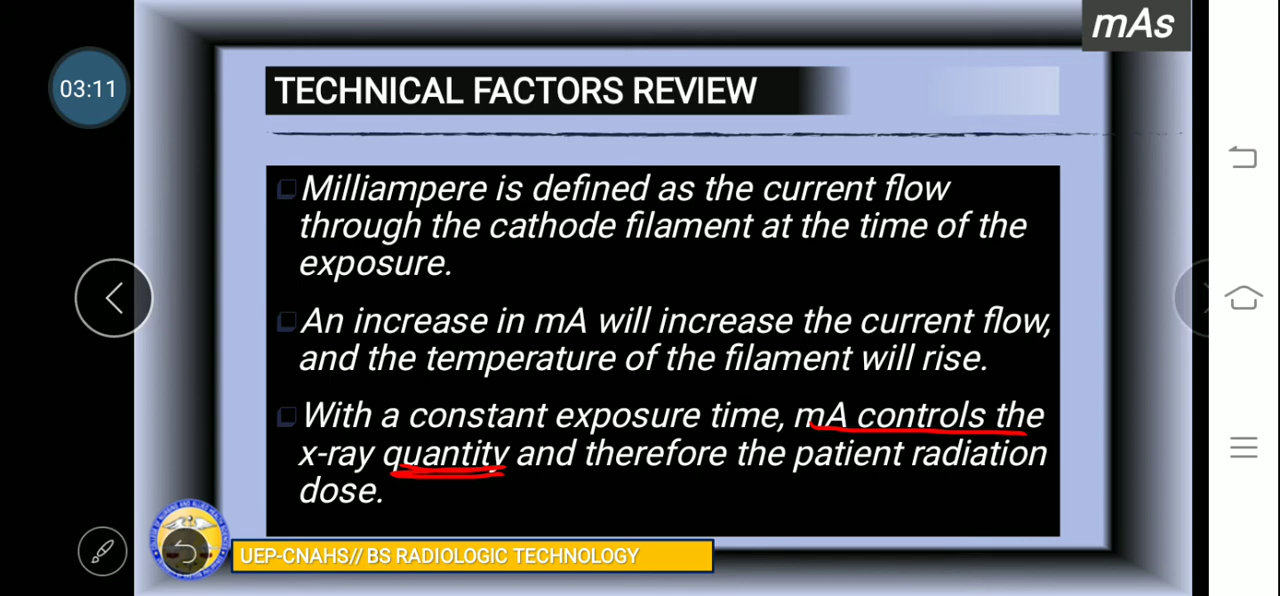 mAs
03:11
TECHNICAL FACTORS REVIEW
Milliampere is defined as the current flow
through the cathode filament at the time of the
exposure.
An increase in mA will increase the current flow,
and the temperature of the filament will rise.
With a constant exposure time, mA controls the
x-ray quantity and therefore the patient radiation
dose.
UEP-CNAHS// BS RADIOLOGIC TECHNOLOGY